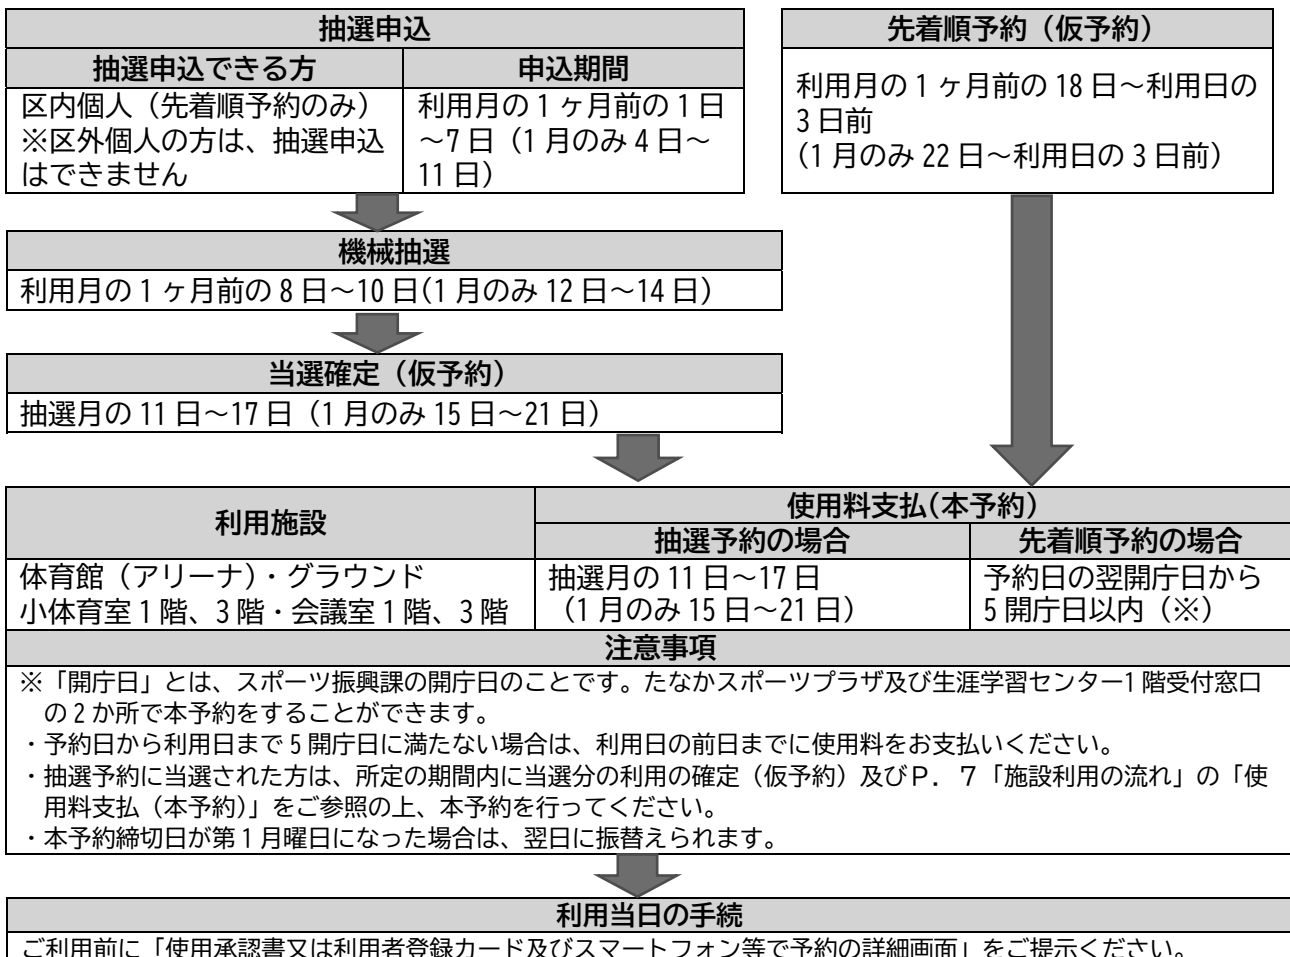 抽選申込
抽選申込できる方
申込期間
区内個人（先着順予約のみ）
※区外個人の方は、抽選申込
はできません
利用月の1ヶ月前の1日
～7日（1月のみ4日～
11日）
先着順予約（仮予約）
利用月の1ヶ月前の18日～利用日の
3日前
(1月のみ22日～利用日の3日前)
機械抽選
利用月の1ヶ月前の8日～10日(1月のみ12日～14日)
当選確定（仮予約）
抽選月の11日～17日（1月のみ15日～21日）
利用施設
使用料支払(本予約)
抽選予約の場合
先着順予約の場合
体育館（アリーナ）・グラウンド
小体育室1階、3階・会議室1階、3階
抽選月の11日～17日
（1月のみ15日～21日）
予約日の翌開庁日から
5開庁日以内（※）
注意事項
※「開庁日」とは、スポーツ振興課の開庁日のことです。たなかスポーツプラザ及び生涯学習センター1階受付窓口
の2か所で本予約をすることができます。
・予約日から利用日まで5開庁日に満たない場合は、利用日の前日までに使用料をお支払いください。
・抽選予約に当選された方は、所定の期間内に当選分の利用の確定（仮予約）及びP．7「施設利用の流れ」の「使
用料支払（本予約）」をご参照の上、本予約を行ってください。
・本予約締切日が第1月曜日になった場合は、翌日に振替えられます。
利用当日の手続
ご利用前に「使用承認書又は利用者登録カード及びスマートフォン等で予約の詳細画面」をご提示ください。